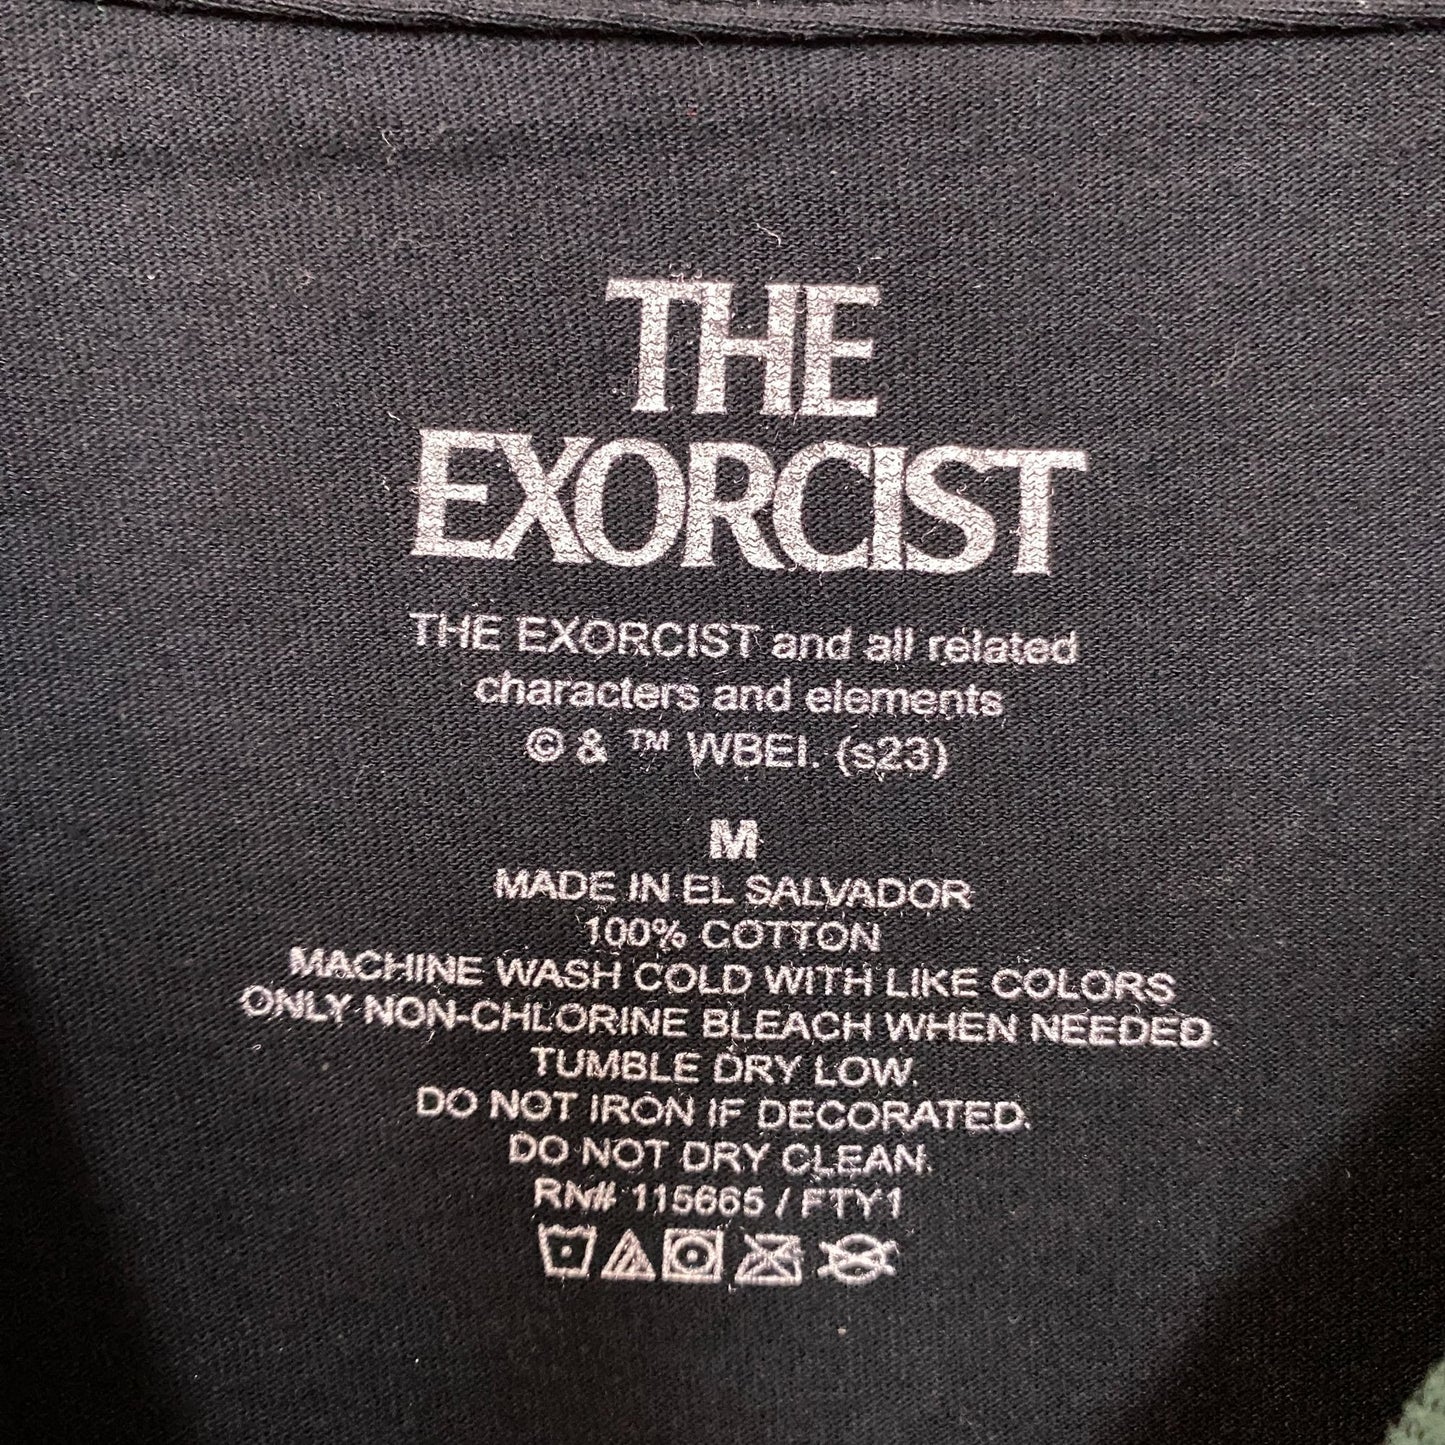 THE
EXORCIST
THE EXORCIST and all related
characters and elements
© & ™ WBEI. (s23)
M
MADE IN EL SALVADOR
100% COTTON
MACHINE WASH COLD WITH LIKE COLORS
ONLY NON-CHLORINE BLEACH WHEN NEEDED.
TUMBLE DRY LOW.
DO NOT IRON IF DECORATED.
DO NOT DRY CLEAN.
RN# 115665 / FTY1